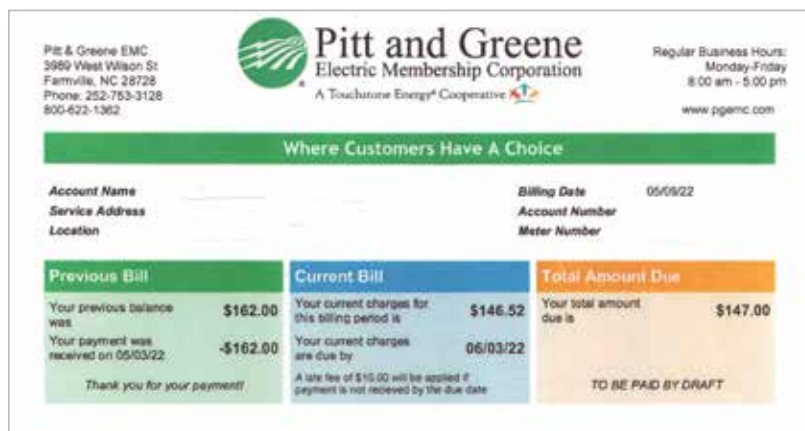 Pitt & Greene EMC
3989 West Wilson St
Farmville, NC 28728
Phone: 252-753-3128
800-622-1362
Pitt and Greene
Electric Membership Corporation
A Touchstone Energy® Cooperative
Regular Business Hours:
Monday-Friday
8:00 am - 5:00 pm
www.pgemc.com
Where Customers Have A Choice
Account Name
Service Address
Location
Billing Date 05/09/22
Account Number
Meter Number
Previous Bill
Your previous balance
was
$162.00
Your payment was
received on 05/03/22
-$162.00
Thank you for your payment!
Current Bill
Your current charges for
this billing period is
$146.52
Your current charges
are due by
06/03/22
A late fee of $10.00 will be applied if
payment is not recieved by the due date
Total Amount Due
Your total amount
due is
$147.00
TO BE PAID BY DRAFT